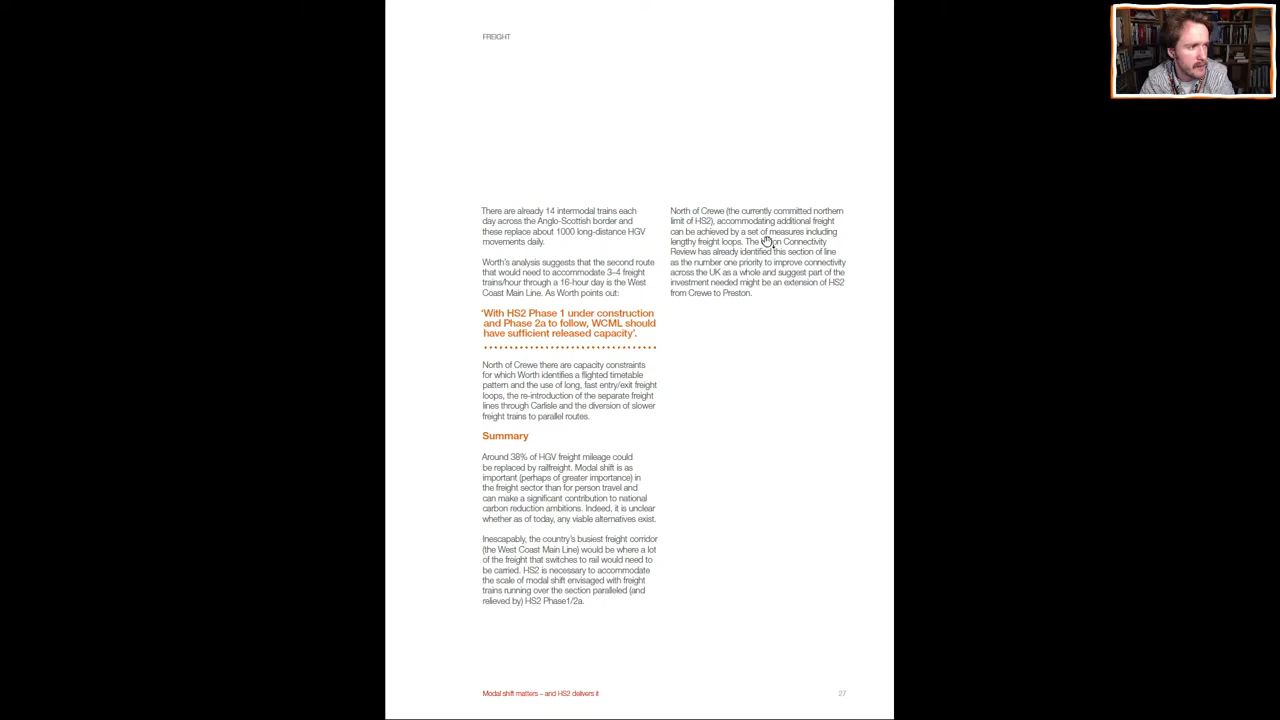 FREIGHT
There are already 14 intermodal trains each
day across the Anglo-Scottish border and
these replace about 1000 long-distance HGV
movements daily.
Worth's analysis suggests that the second route
that would need to accommodate 3–4 freight
trains/hour through a 16-hour day is the West
Coast Main Line. As Worth points out:
'With HS2 Phase 1 under construction
and Phase 2a to follow, WCML should
have sufficient released capacity'.
North of Crewe there are capacity constraints
for which Worth identifies a flighted timetable
pattern and the use of long, fast entry/exit freight
loops, the re-introduction of the separate freight
lines through Carlisle and the diversion of slower
freight trains to parallel routes.
Summary
Around 38% of HGV freight mileage could
be replaced by railfreight. Modal shift is as
important (perhaps of greater importance) in
the freight sector than for person travel and
can make a significant contribution to national
carbon reduction ambitions. Indeed, it is unclear
whether as of today, any viable alternatives exist.
Inescapably, the country's busiest freight corridor
(the West Coast Main Line) would be where a lot
of the freight that switches to rail would need to
be carried. HS2 is necessary to accommodate
the scale of modal shift envisaged with freight
trains running over the section paralleled (and
relieved by) HS2 Phase1/2a.
North of Crewe (the currently committed northern
limit of HS2), accommodating additional freight
can be achieved by a set of measures including
lengthy freight loops. The Connectivity
Review has already identified this section of line
as the number one priority to improve connectivity
across the UK as a whole and suggest part of the
investment needed might be an extension of HS2
from Crewe to Preston.
Modal shift matters – and HS2 delivers it
27